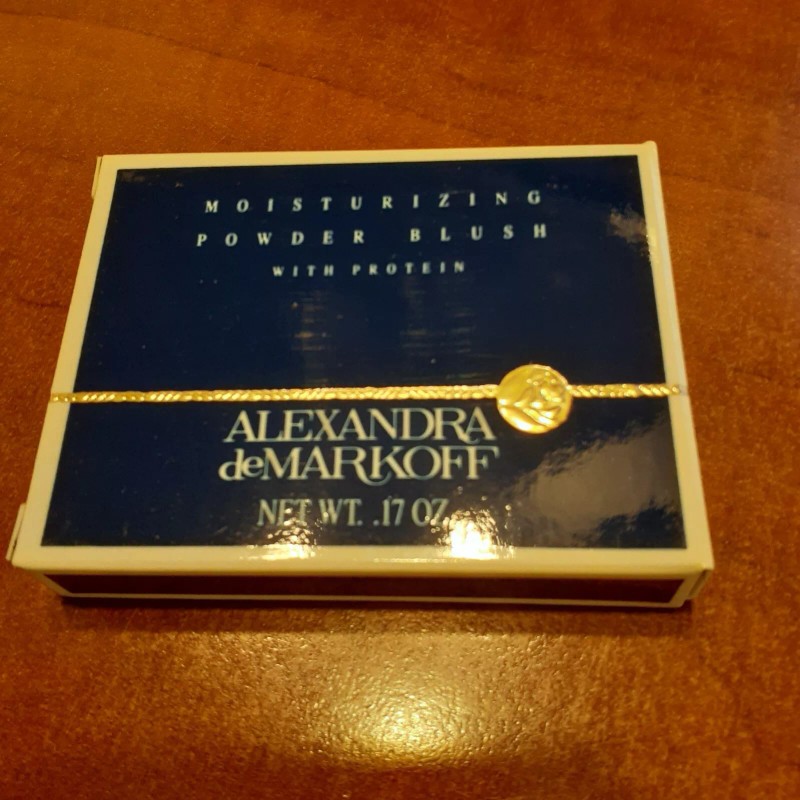 MOISTURIZING
POWDER BLUSH
WITH PROTEIN
ALEXANDRA
deMARKOFF
NET WT. .17 OZ.